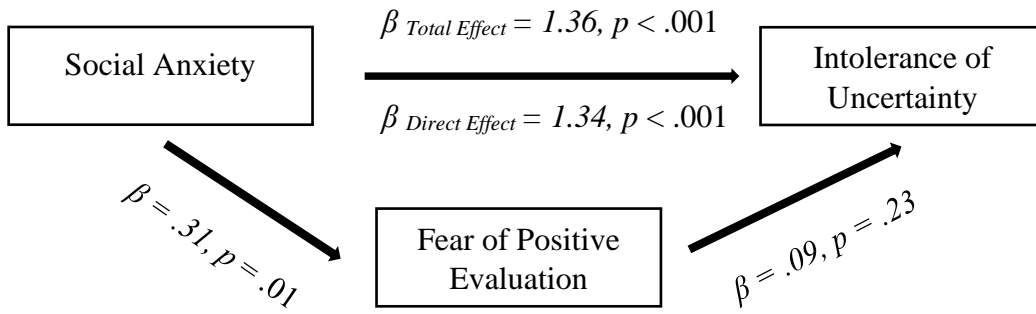 β Total Effect = 1.36, p < .001
Social Anxiety
Intolerance of
Uncertainty
β Direct Effect = 1.34, p < .001
β = .31, p = .01
Fear of Positive
Evaluation
β = .09, p = .23